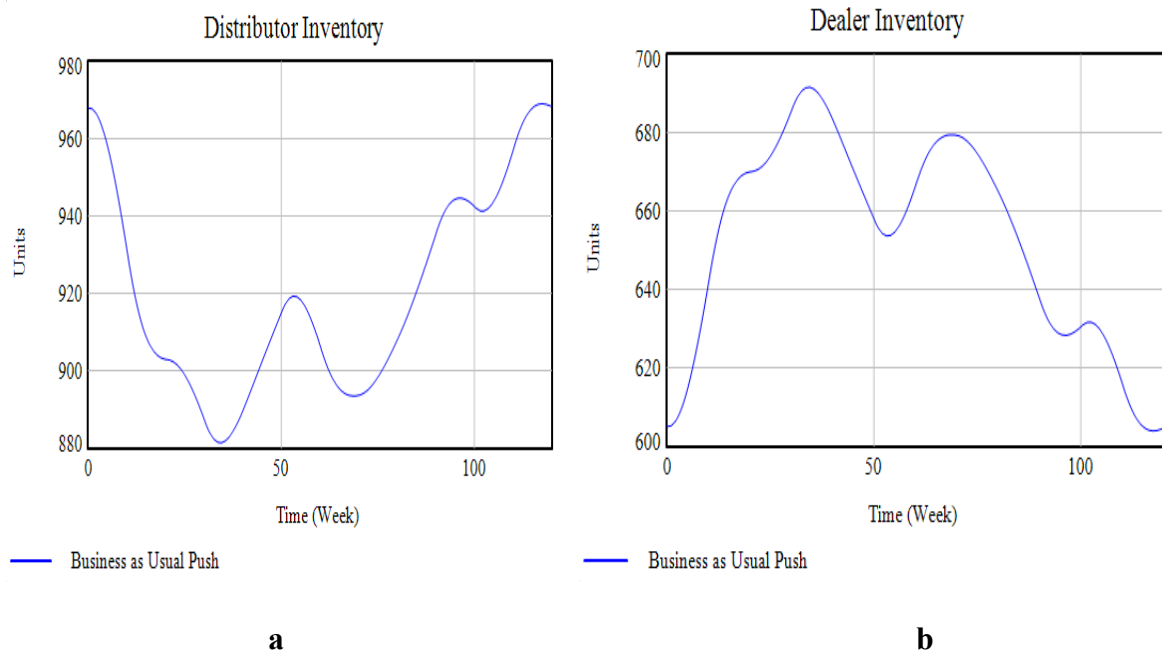 Distributor Inventory
980
960
940
920
900
880
Units
0 50 100
Time (Week)
Business as Usual Push
a
Dealer Inventory
700
680
660
640
620
600
Units
0 50 100
Time (Week)
Business as Usual Push
b